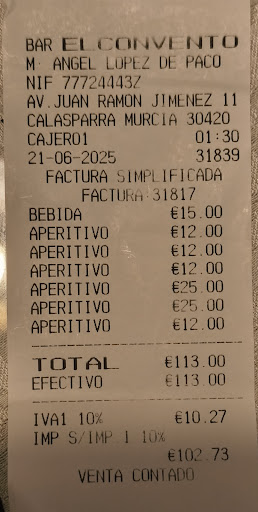 BAR EL CONVENTO
Mª ANGEL LOPEZ DE PACO
NIF 77724443Z
AV.JUAN RAMON JIMENEZ 11
CALASPARRA MURCIA 30420
CAJERO1 01:30
21-06-2025 31839
FACTURA SIMPLIFICADA
FACTURA:31817
BEBIDA €15.00
APERITIVO €12.00
APERITIVO €12.00
APERITIVO €12.00
APERITIVO €25.00
APERITIVO €25.00
APERITIVO €12.00
TOTAL €113.00
EFECTIVO €113.00
IVA1 10% €10.27
IMP S/IMP.1 10%
€102.73
VENTA CONTADO